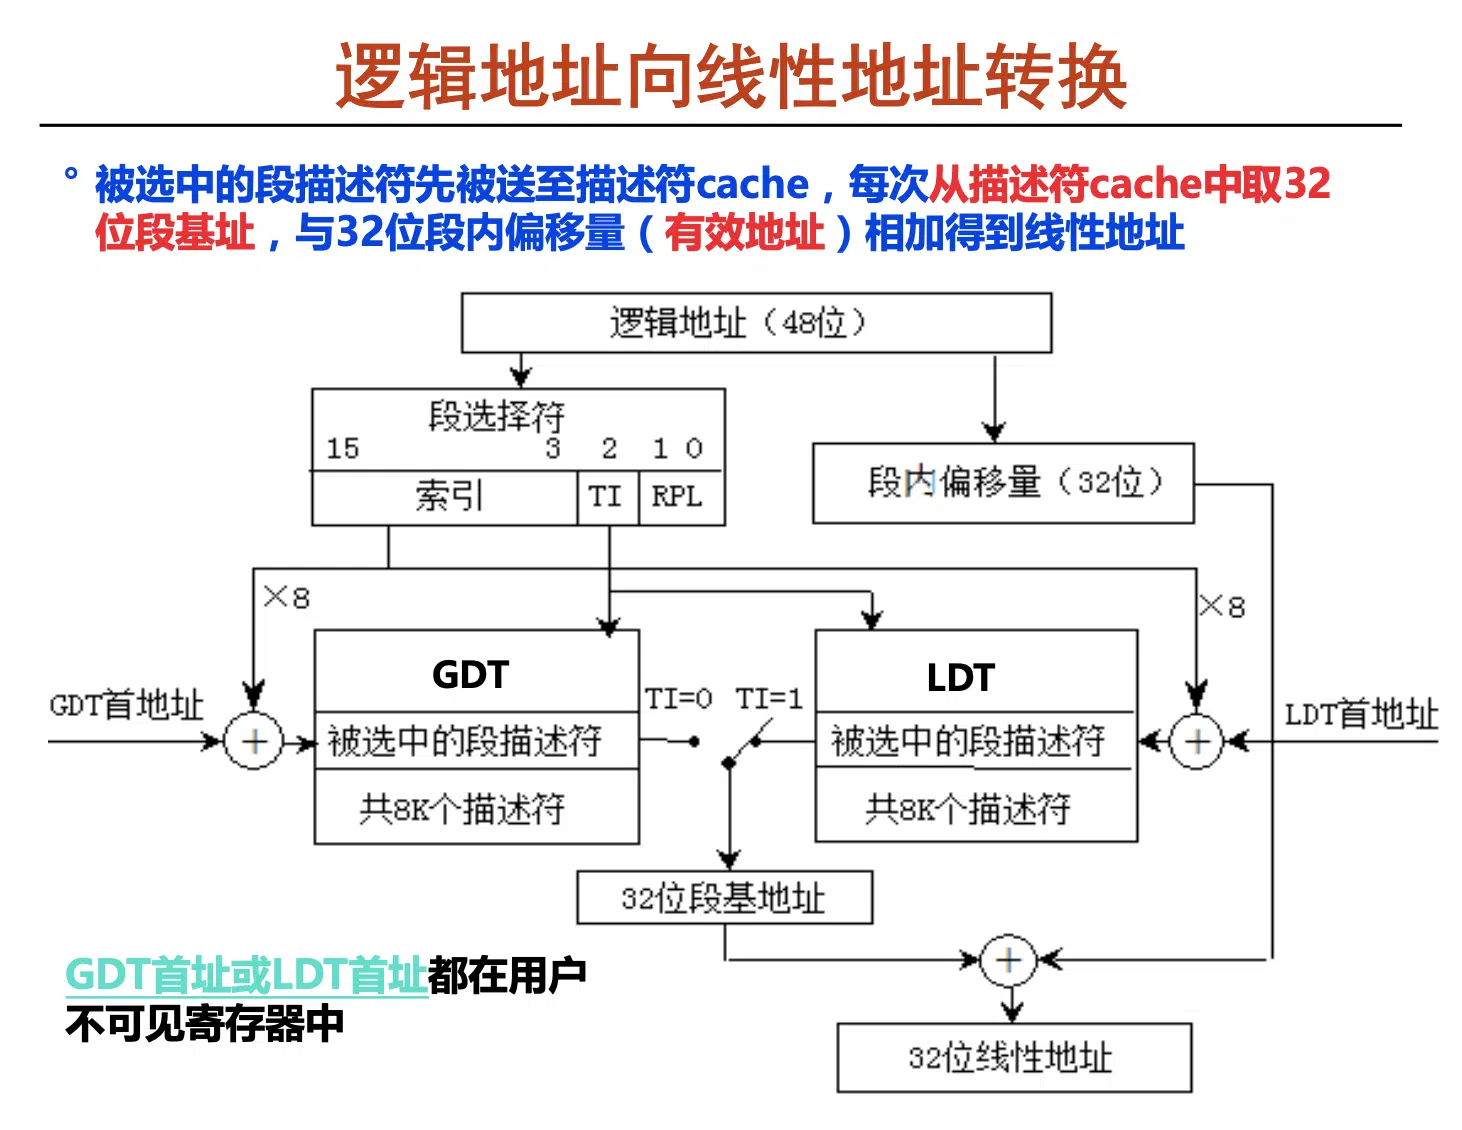 逻辑地址向线性地址转换
° 被选中的段描述符先被送至描述符cache，每次从描述符cache中取32
位段基址，与32位段内偏移量（有效地址）相加得到线性地址
逻辑地址（48位）
段选择符
15 3 2 1 0
索引 TI RPL
段内偏移量（32位）
×8
×8
GDT
LDT
GDT首地址
TI=0 TI=1
LDT首地址
+
被选中的段描述符
被选中的段描述符
+
共8K个描述符
共8K个描述符
32位段基地址
GDT首址或LDT首址都在用户
不可见寄存器中
+
32位线性地址